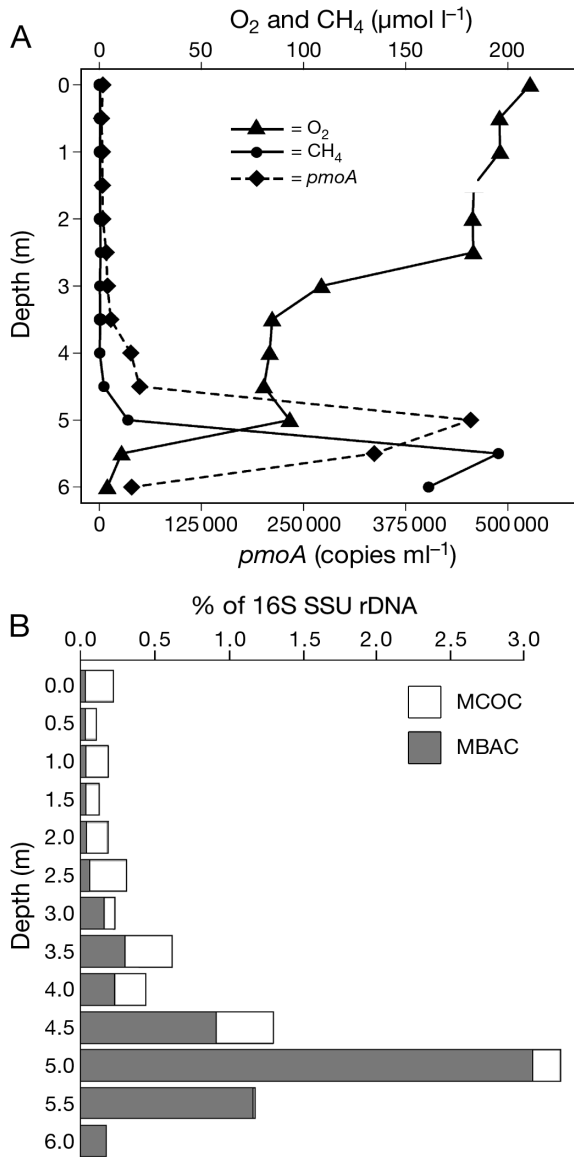 A
O₂ and CH₄ (µmol l⁻¹)
0 50 100 150 200
0
1
2
3
4
5
6
Depth (m)
= O₂
= CH₄
= pmoA
0 125 000 250 000 375 000 500 000
pmoA (copies ml⁻¹)
B
% of 16S SSU rDNA
0.0 0.5 1.0 1.5 2.0 2.5 3.0
0.0
0.5
1.0
1.5
2.0
2.5
3.0
3.5
4.0
4.5
5.0
5.5
6.0
Depth (m)
MCOC
MBAC